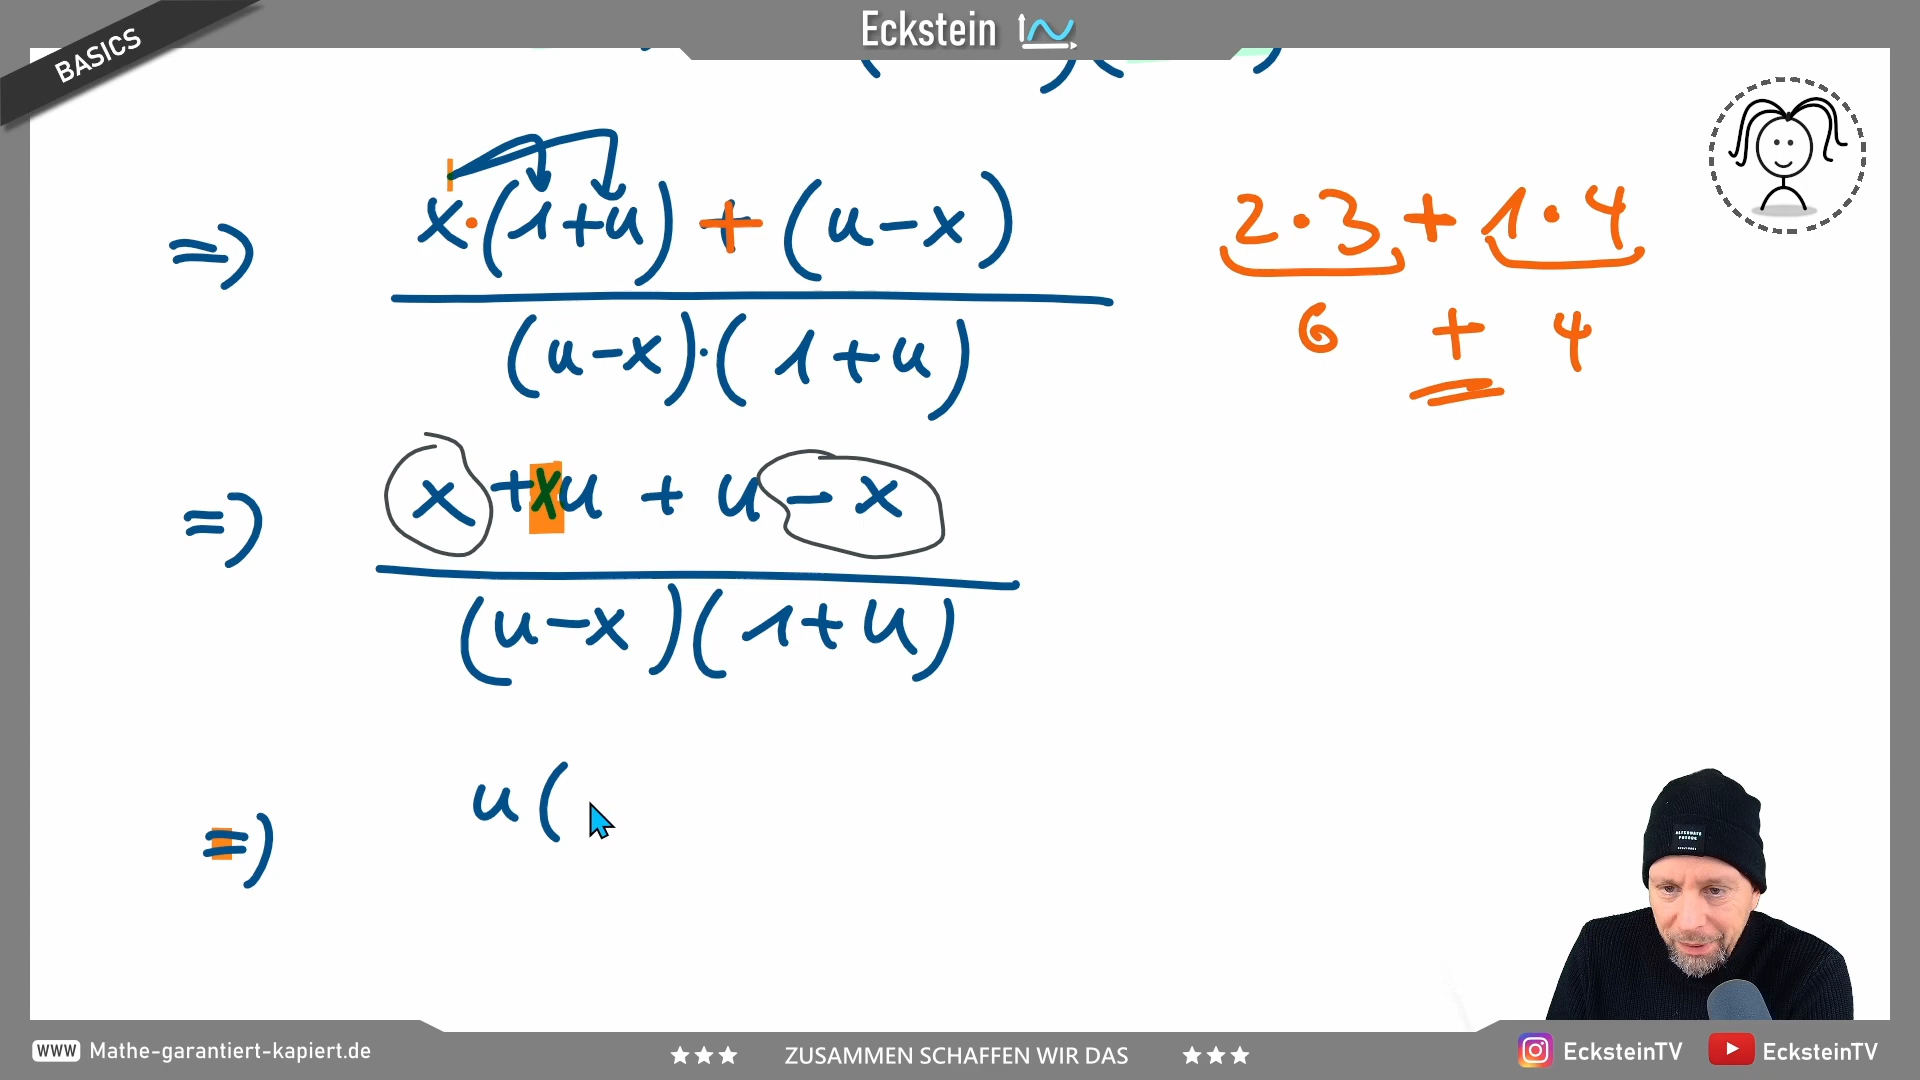 BASICS
Eckstein
=> x·(1+u) + (u-x)
(u-x)·(1+u)
2·3 + 1·4
6 + 4
=> x +xu + u - x
(u-x)(1+u)
=> u(
www Mathe-garantiert-kapiert.de
★★★ ZUSAMMEN SCHAFFEN WIR DAS ★★★
EcksteinTV
EcksteinTV